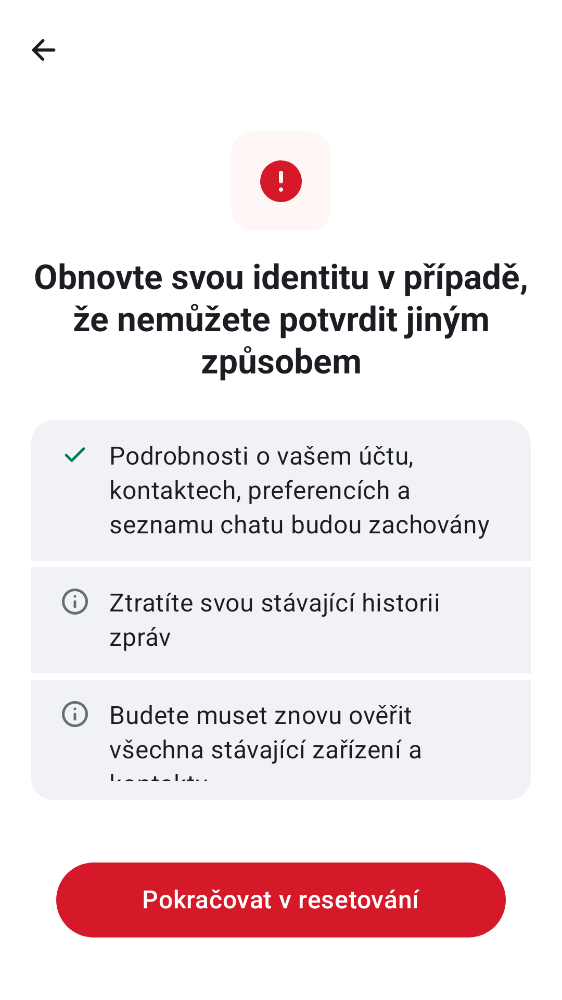 Obnovte svou identitu v případě,
že nemůžete potvrdit jiným
způsobem
Podrobnosti o vašem účtu,
kontaktech, preferencích a
seznamu chatu budou zachovány
Ztratíte svou stávající historii
zpráv
Budete muset znovu ověřit
všechna stávající zařízení a
kontakty
Pokračovat v resetování